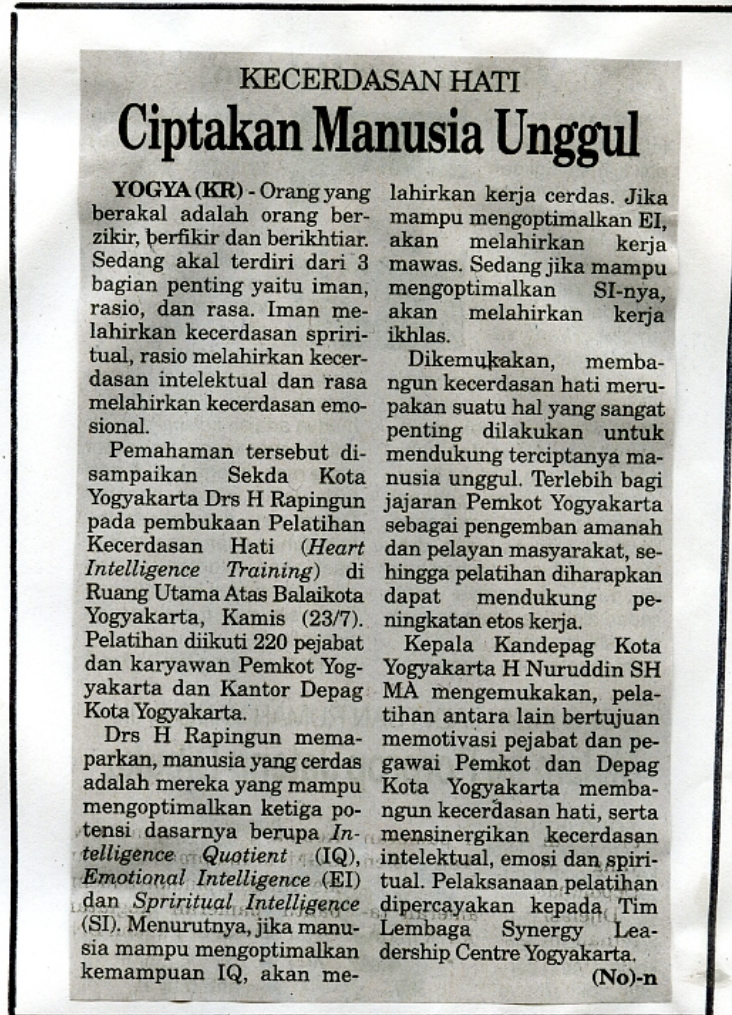 KECERDASAN HATI
Ciptakan Manusia Unggul
YOGYA (KR) - Orang yang
berakal adalah orang ber-
zikir, berfikir dan berikhtiar.
Sedang akal terdiri dari 3
bagian penting yaitu iman,
rasio, dan rasa. Iman me-
lahirkan kecerdasan spriri-
tual, rasio melahirkan kecer-
dasan intelektual dan rasa
melahirkan kecerdasan emo-
sional.
Pemahaman tersebut di-
sampaikan Sekda Kota
Yogyakarta Drs H Rapingun
pada pembukaan Pelatihan
Kecerdasan Hati (Heart
Intelligence Training) di
Ruang Utama Atas Balaikota
Yogyakarta, Kamis (23/7).
Pelatihan diikuti 220 pejabat
dan karyawan Pemkot Yog-
yakarta dan Kantor Depag
Kota Yogyakarta.
Drs H Rapingun mema-
parkan, manusia yang cerdas
adalah mereka yang mampu
mengoptimalkan ketiga po-
tensi dasarnya berupa In-
telligence Quotient (IQ),
Emotional Intelligence (EI)
dan Spriritual Intelligence
(SI). Menurutnya, jika manu-
sia mampu mengoptimalkan
kemampuan IQ, akan me-
lahirkan kerja cerdas. Jika
mampu mengoptimalkan EI,
akan melahirkan kerja
mawas. Sedang jika mampu
mengoptimalkan SI-nya,
akan melahirkan kerja
ikhlas.
Dikemukakan, memba-
ngun kecerdasan hati meru-
pakan suatu hal yang sangat
penting dilakukan untuk
mendukung terciptanya ma-
nusia unggul. Terlebih bagi
jajaran Pemkot Yogyakarta
sebagai pengemban amanah
dan pelayan masyarakat, se-
hingga pelatihan diharapkan
dapat mendukung pe-
ningkatan etos kerja.
Kepala Kandepag Kota
Yogyakarta H Nuruddin SH
MA mengemukakan, pela-
tihan antara lain bertujuan
memotivasi pejabat dan pe-
gawai Pemkot dan Depag
Kota Yogyakarta memba-
ngun kecerdasan hati, serta
mensinergikan kecerdasan
intelektual, emosi dan spiri-
tual. Pelaksanaan pelatihan
dipercayakan kepada Tim
Lembaga Synergy Lea-
dership Centre Yogyakarta.
(No)-n